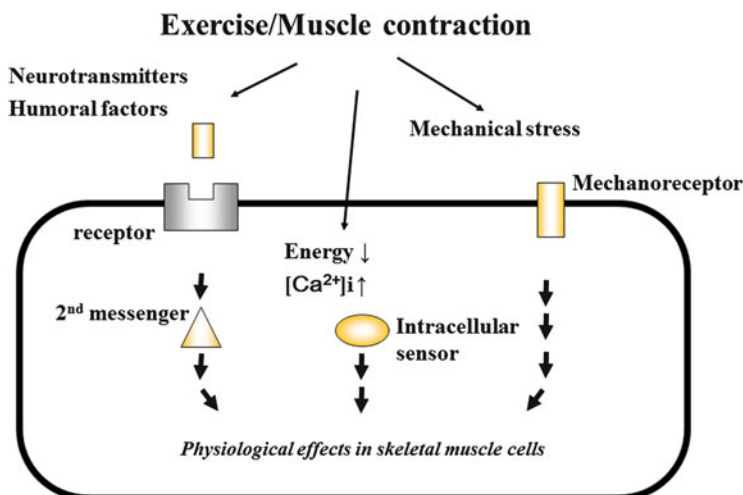 Exercise/Muscle contraction
Neurotransmitters
Humoral factors
Mechanical stress
Mechanoreceptor
receptor
Energy ↓
[Ca²⁺]i↑
2ⁿᵈ messenger
Intracellular
sensor
Physiological effects in skeletal muscle cells